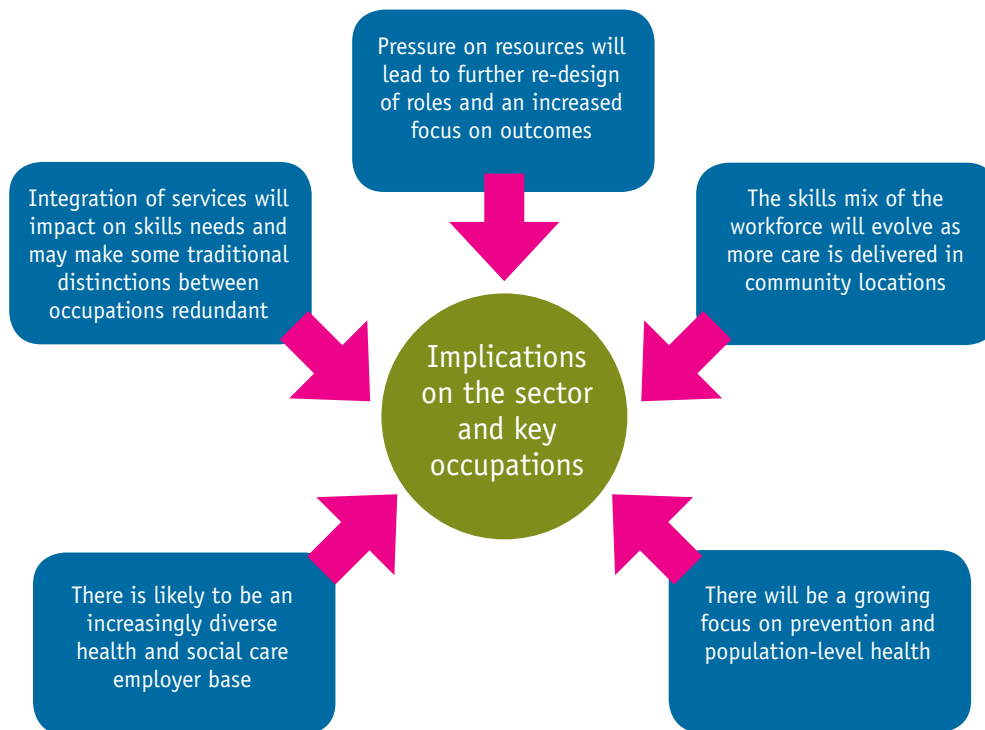 Pressure on resources will
lead to further re-design
of roles and an increased
focus on outcomes
Integration of services will
impact on skills needs and
may make some traditional
distinctions between
occupations redundant
The skills mix of the
workforce will evolve as
more care is delivered in
community locations
Implications
on the sector
and key
occupations
There is likely to be an
increasingly diverse
health and social care
employer base
There will be a growing
focus on prevention and
population-level health